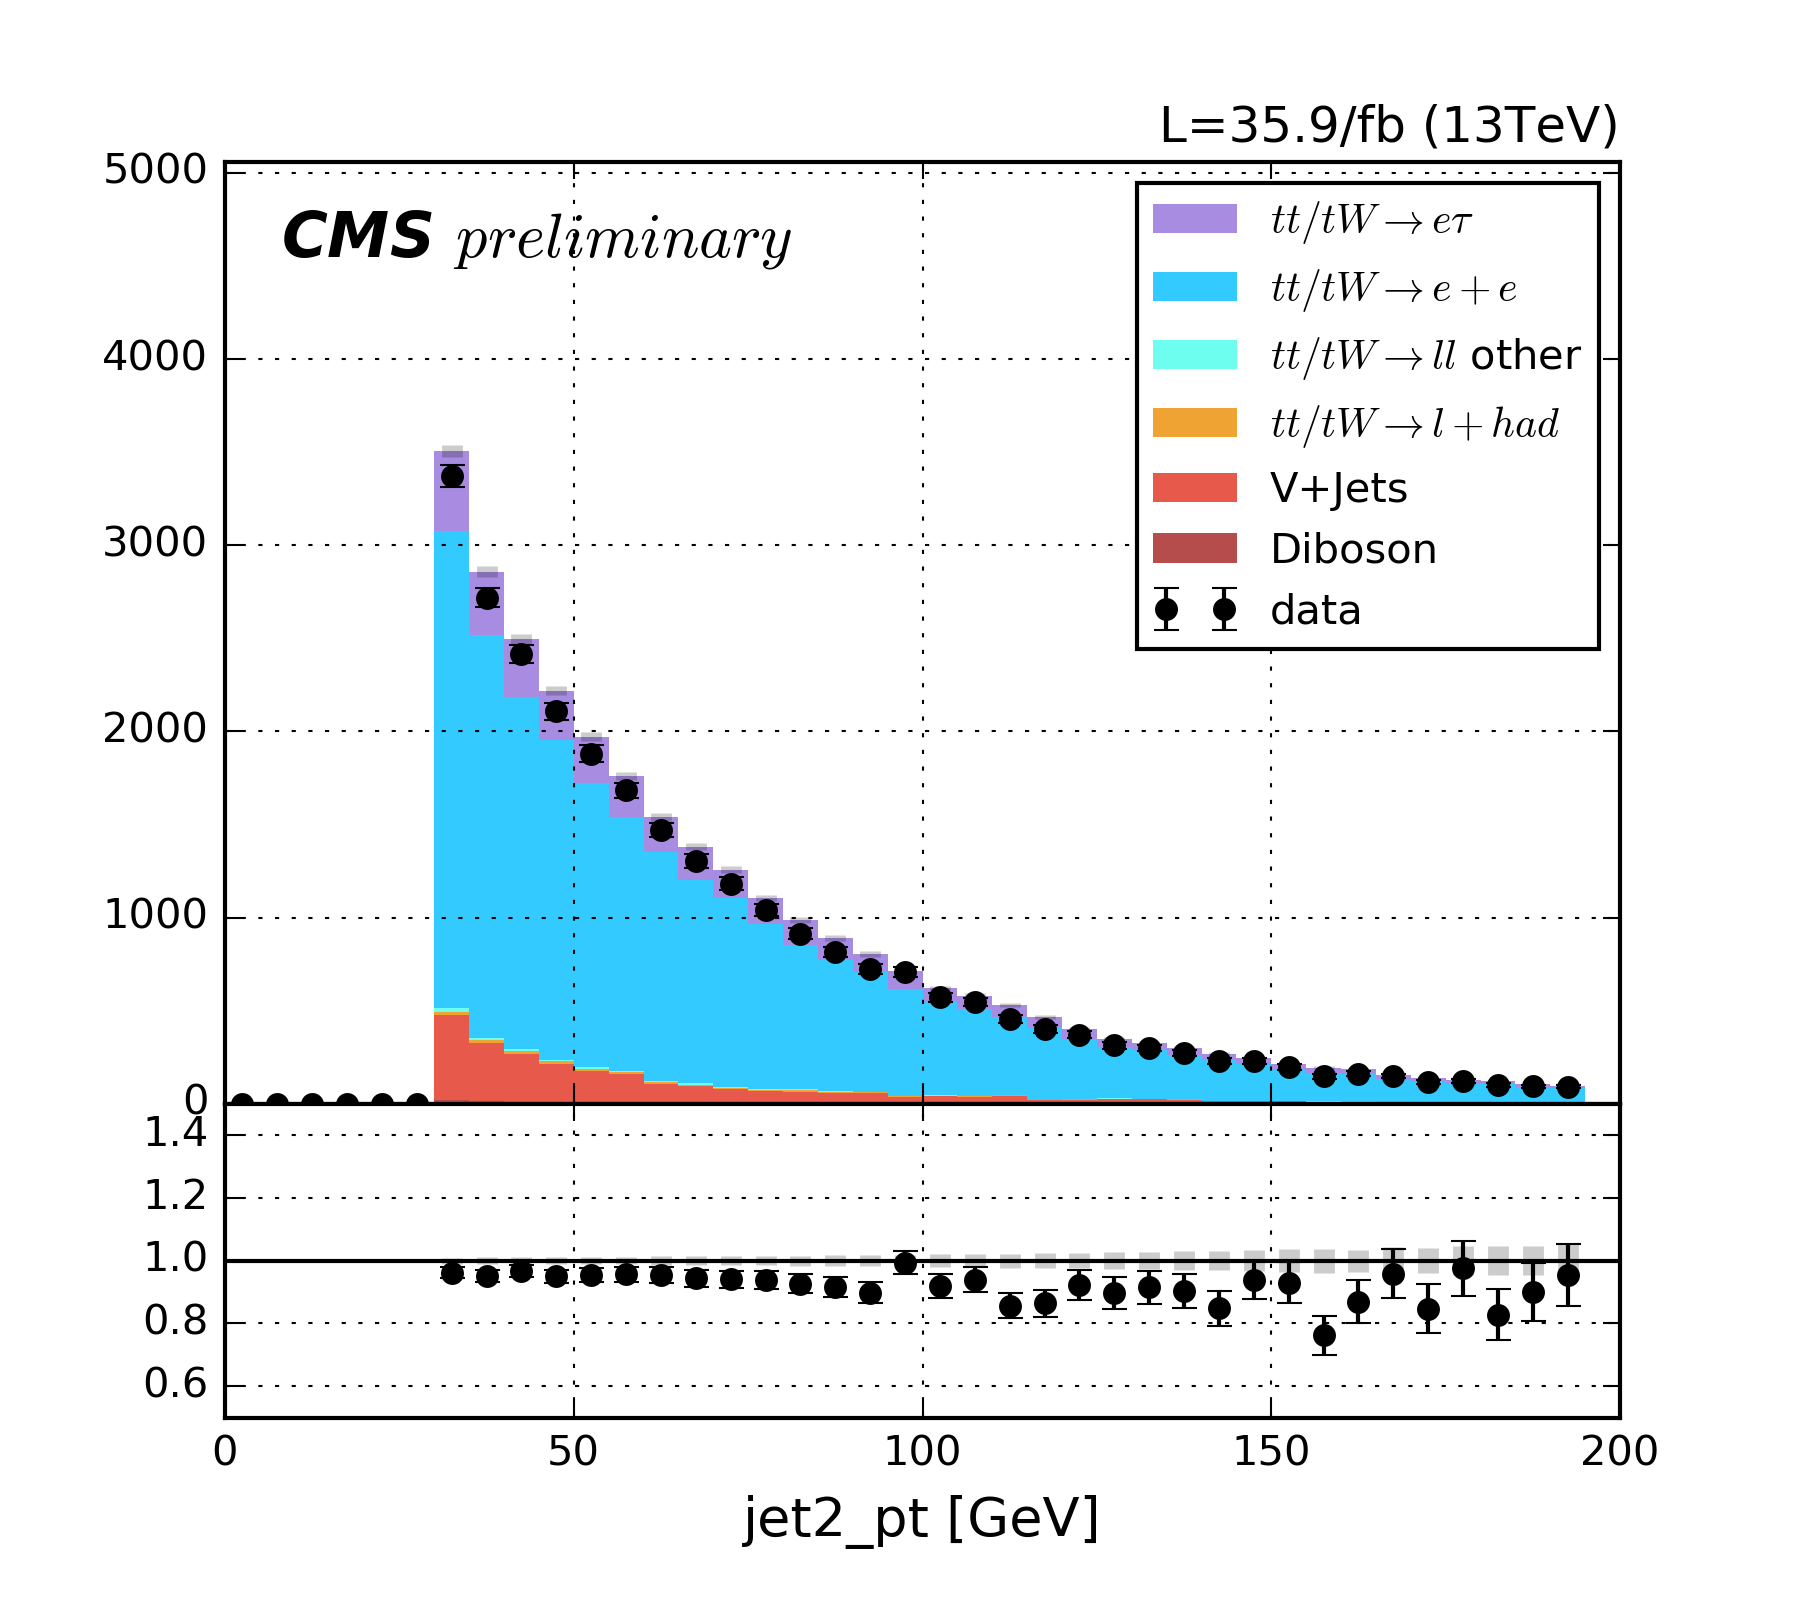 L=35.9/fb (13TeV)
CMS preliminary
5000
4000
3000
2000
1000
0
tt/tW→eτ
tt/tW→e+e
tt/tW→ll other
tt/tW→l+had
V+Jets
Diboson
data
1.4
1.2
1.0
0.8
0.6
0 50 100 150 200
jet2_pt [GeV]